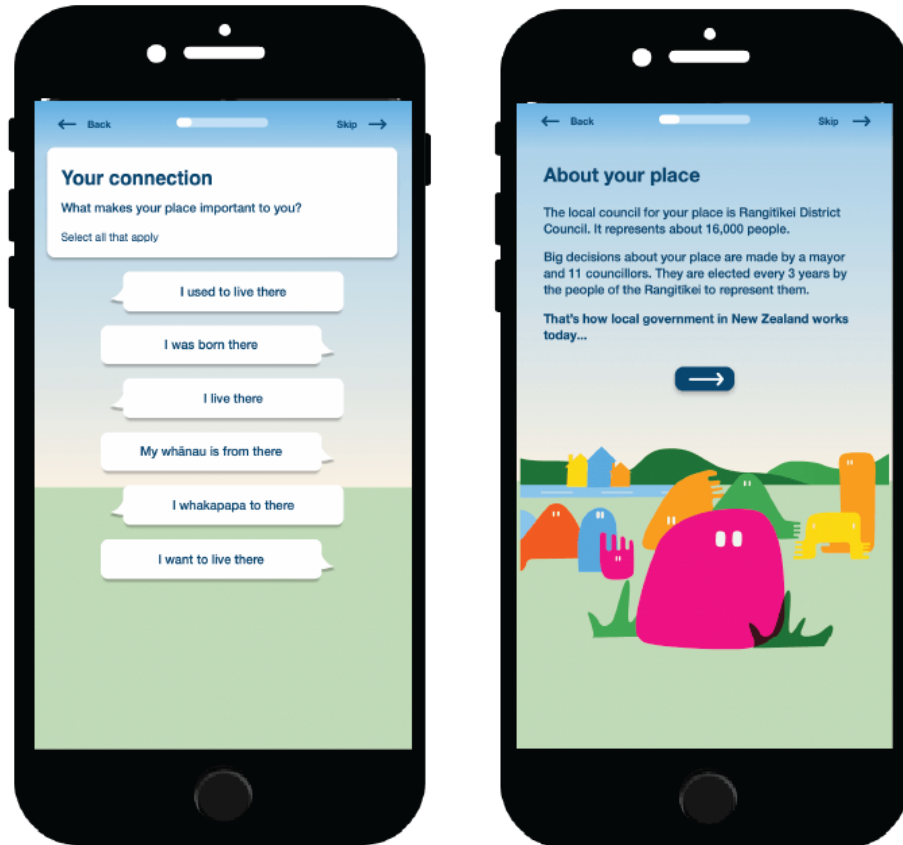 Back
Skip
Your connection
What makes your place important to you?
Select all that apply
I used to live there
I was born there
I live there
My whānau is from there
I whakapapa to there
I want to live there
Back
Skip
About your place
The local council for your place is Rangitīkei District
Council. It represents about 16,000 people.
Big decisions about your place are made by a mayor
and 11 councillors. They are elected every 3 years by
the people of the Rangitīkei to represent them.
That's how local government in New Zealand works
today...